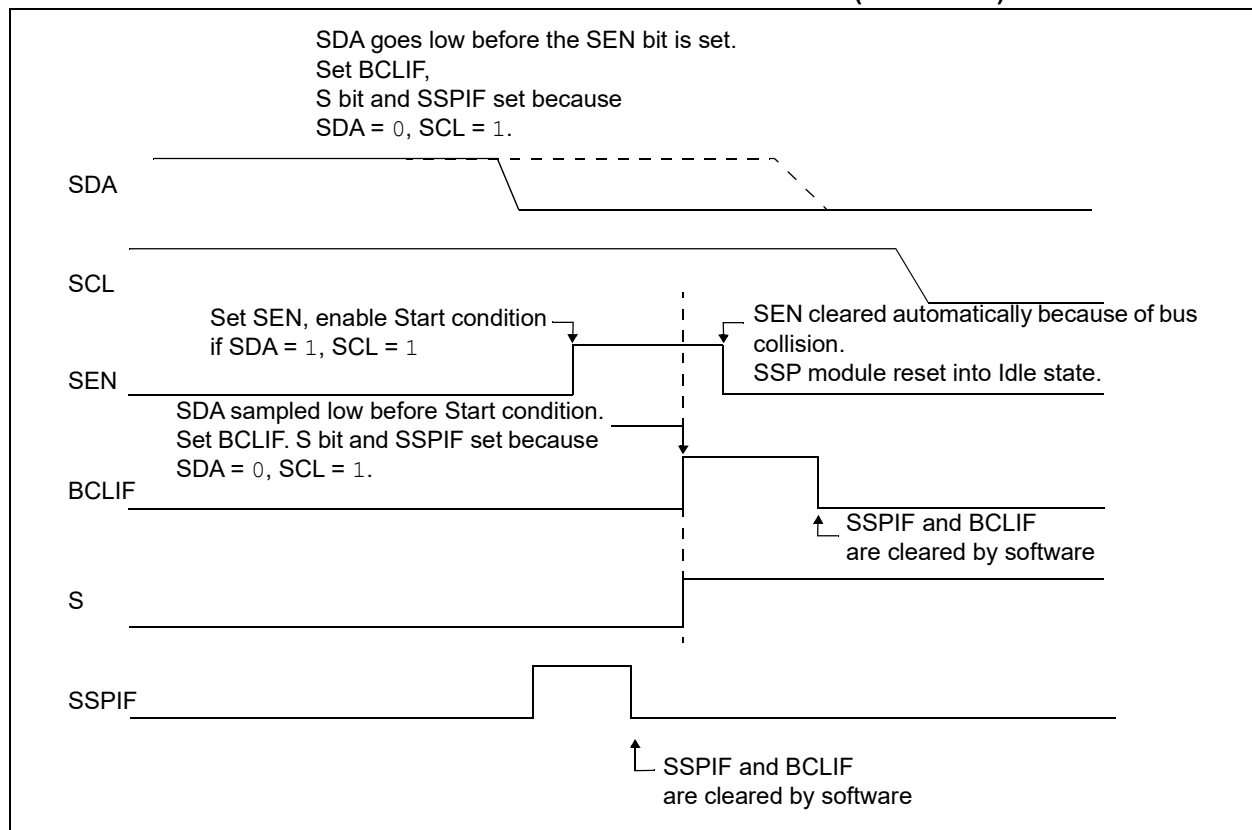 SDA goes low before the SEN bit is set.
Set BCLIF,
S bit and SSPIF set because
SDA = 0, SCL = 1.
SDA
SCL
Set SEN, enable Start condition
if SDA = 1, SCL = 1
SEN cleared automatically because of bus
collision.
SSP module reset into Idle state.
SEN
SDA sampled low before Start condition.
Set BCLIF. S bit and SSPIF set because
SDA = 0, SCL = 1.
BCLIF
SSPIF and BCLIF
are cleared by software
S
SSPIF
SSPIF and BCLIF
are cleared by software